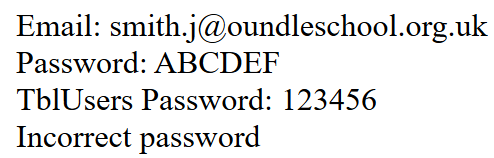 Email: smith.j@oundleschool.org.uk
Password: ABCDEF
TblUsers Password: 123456
Incorrect password